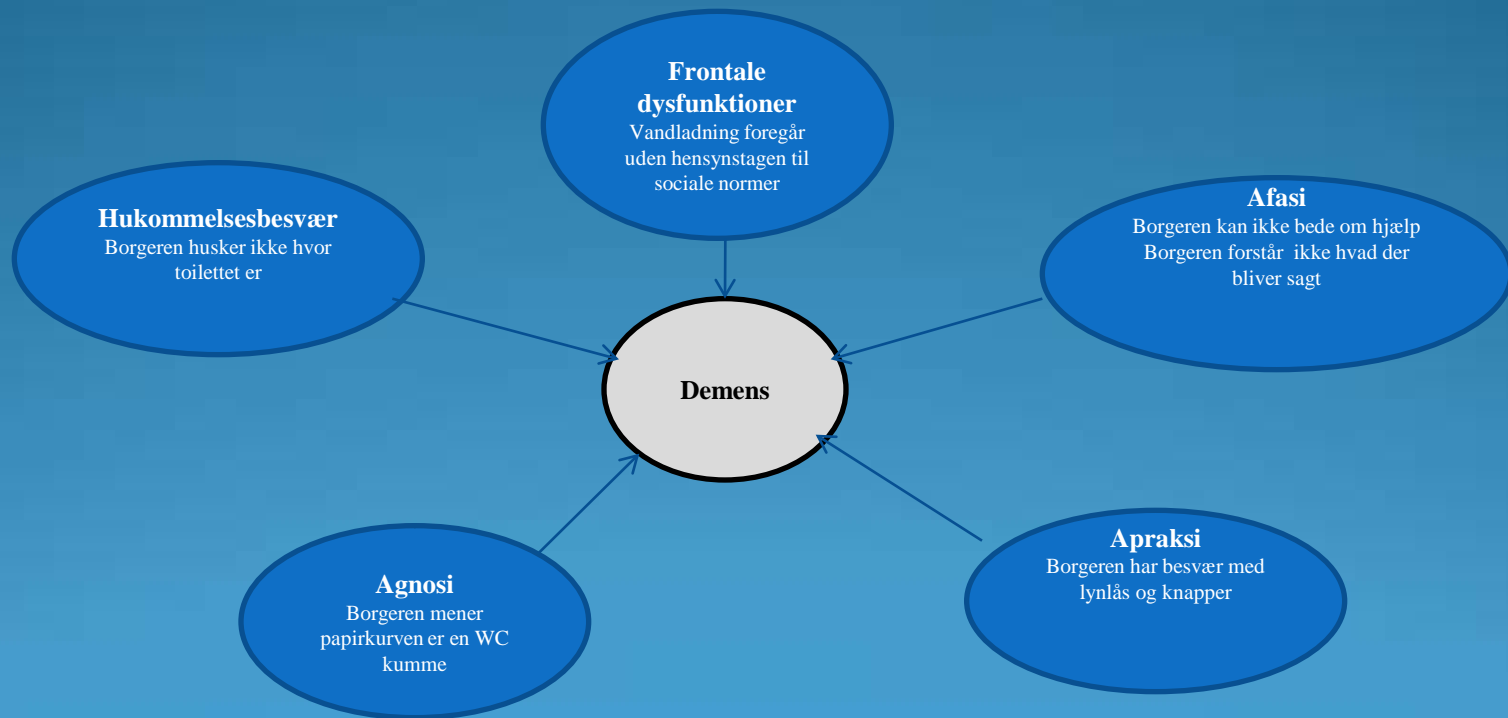 Frontale
dysfunktioner
Vandladning foregår
uden hensynstagen til
sociale normer
Hukommelsesbesvær
Borgeren husker ikke hvor
toilettet er
Afasi
Borgeren kan ikke bede om hjælp
Borgeren forstår  ikke hvad der
bliver sagt
Demens
Agnosi
Borgeren mener
papirkurven er en WC
kumme
Apraksi
Borgeren har besvær med
lynlås og knapper